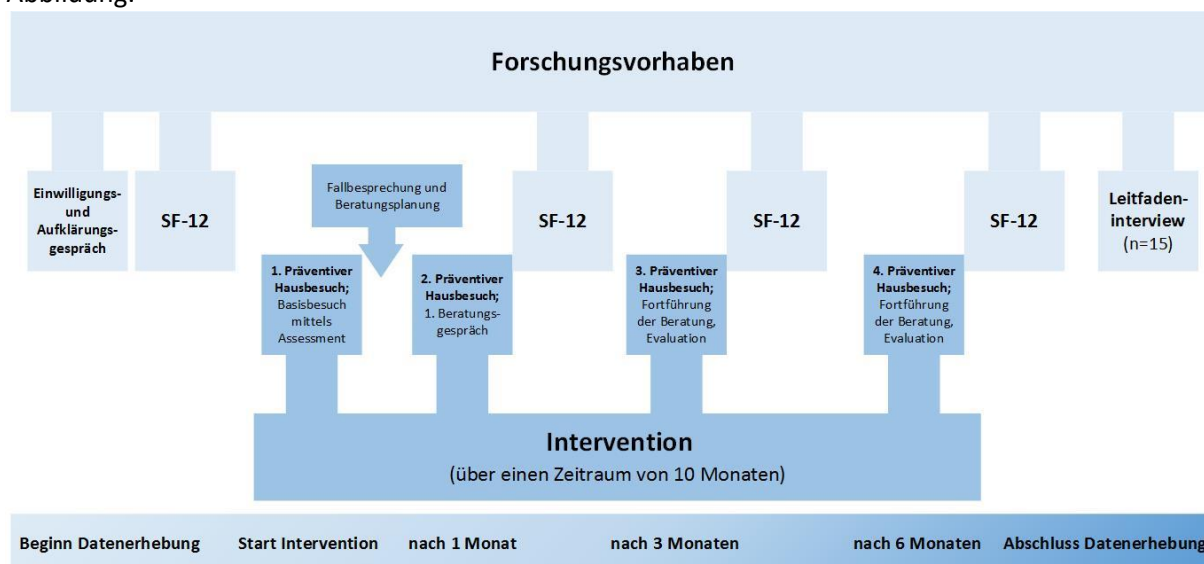 Abbildung:
Forschungsvorhaben
Einwilligungs-
und
Aufklärungs-
gespräch
SF-12
Fallbesprechung und
Beratungsplanung
SF-12
SF-12
SF-12
Leitfaden-
interview
(n=15)
1. Präventiver
Hausbesuch;
Basisbesuch
mittels
Assessment
2. Präventiver
Hausbesuch;
1. Beratungs-
gespräch
3. Präventiver
Hausbesuch;
Fortführung
der Beratung,
Evaluation
4. Präventiver
Hausbesuch;
Fortführung
der Beratung,
Evaluation
Intervention
(über einen Zeitraum von 10 Monaten)
Beginn Datenerhebung
Start Intervention
nach 1 Monat
nach 3 Monaten
nach 6 Monaten
Abschluss Datenerhebung